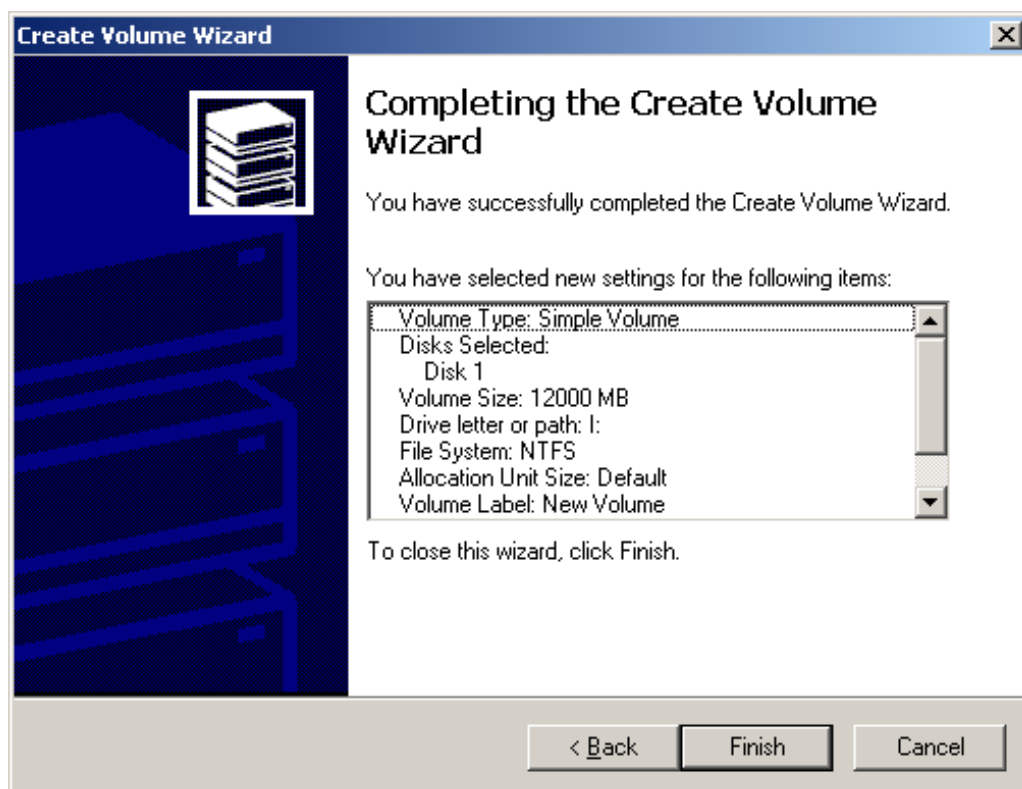 Create Volume Wizard
Completing the Create Volume
Wizard
You have successfully completed the Create Volume Wizard.
You have selected new settings for the following items:
Volume Type: Simple Volume
Disks Selected:
Disk 1
Volume Size: 12000 MB
Drive letter or path: I:
File System: NTFS
Allocation Unit Size: Default
Volume Label: New Volume
To close this wizard, click Finish.
< Back
Finish
Cancel